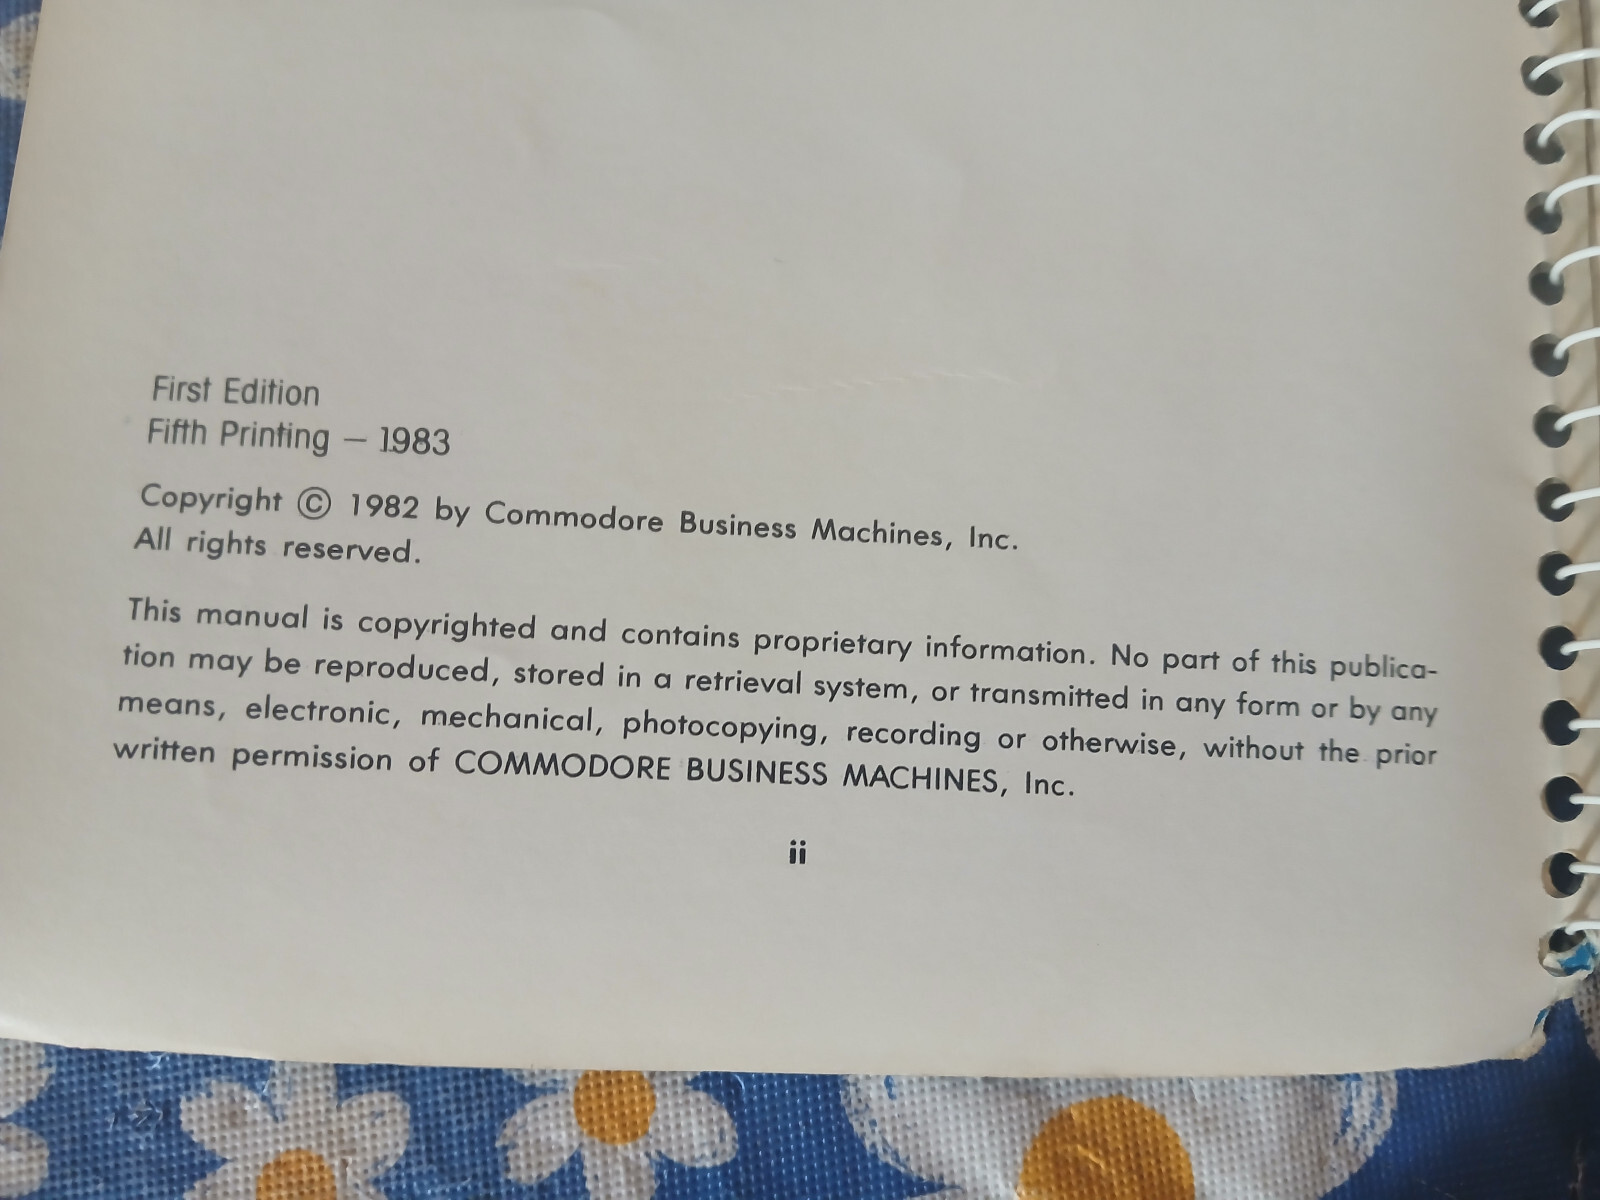 First Edition
Fifth Printing — 1983
Copyright © 1982 by Commodore Business Machines, Inc.
All rights reserved.
This manual is copyrighted and contains proprietary information. No part of this publica-
tion may be reproduced, stored in a retrieval system, or transmitted in any form or by any
means, electronic, mechanical, photocopying, recording or otherwise, without the prior
written permission of COMMODORE BUSINESS MACHINES, Inc.
ii